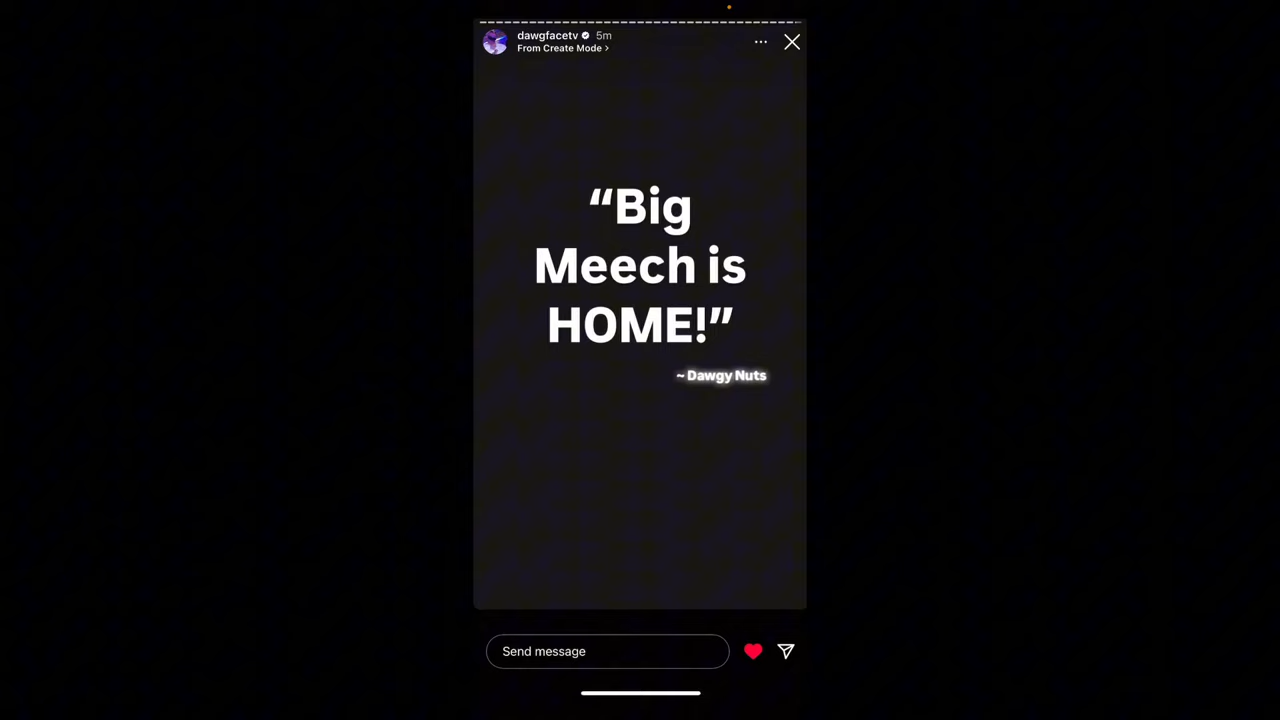 dawgfacetv 5m
From Create Mode >
“Big
Meech is
HOME!”
~ Dawgy Nuts
Send message